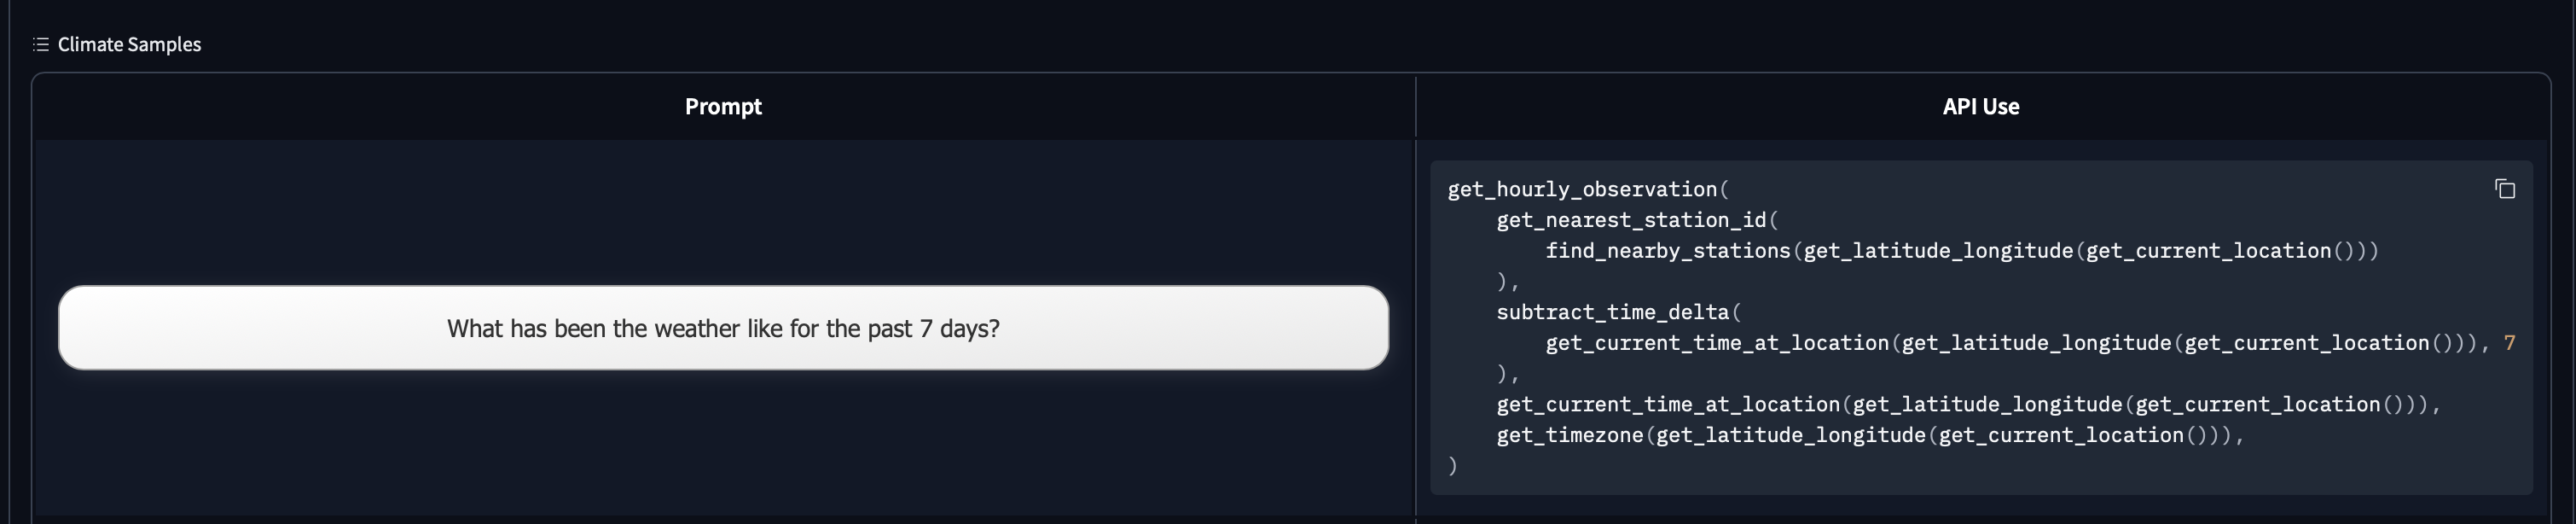 Climate Samples
Prompt
API Use
What has been the weather like for the past 7 days?
get_hourly_observation(
    get_nearest_station_id(
        find_nearby_stations(get_latitude_longitude(get_current_location()))
    ),
    subtract_time_delta(
        get_current_time_at_location(get_latitude_longitude(get_current_location())), 7
    ),
    get_current_time_at_location(get_latitude_longitude(get_current_location())),
    get_timezone(get_latitude_longitude(get_current_location())),
)